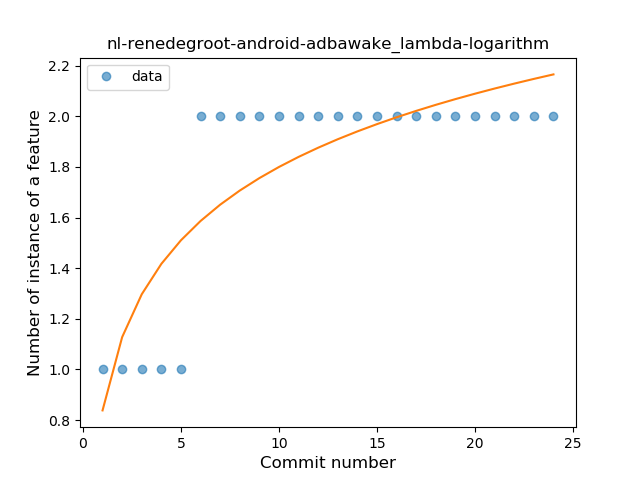 nl-renedegroot-android-adbawake_lambda-logarithm
data
Number of instance of a feature
2.2
2.0
1.8
1.6
1.4
1.2
1.0
0.8
0 5 10 15 20 25
Commit number